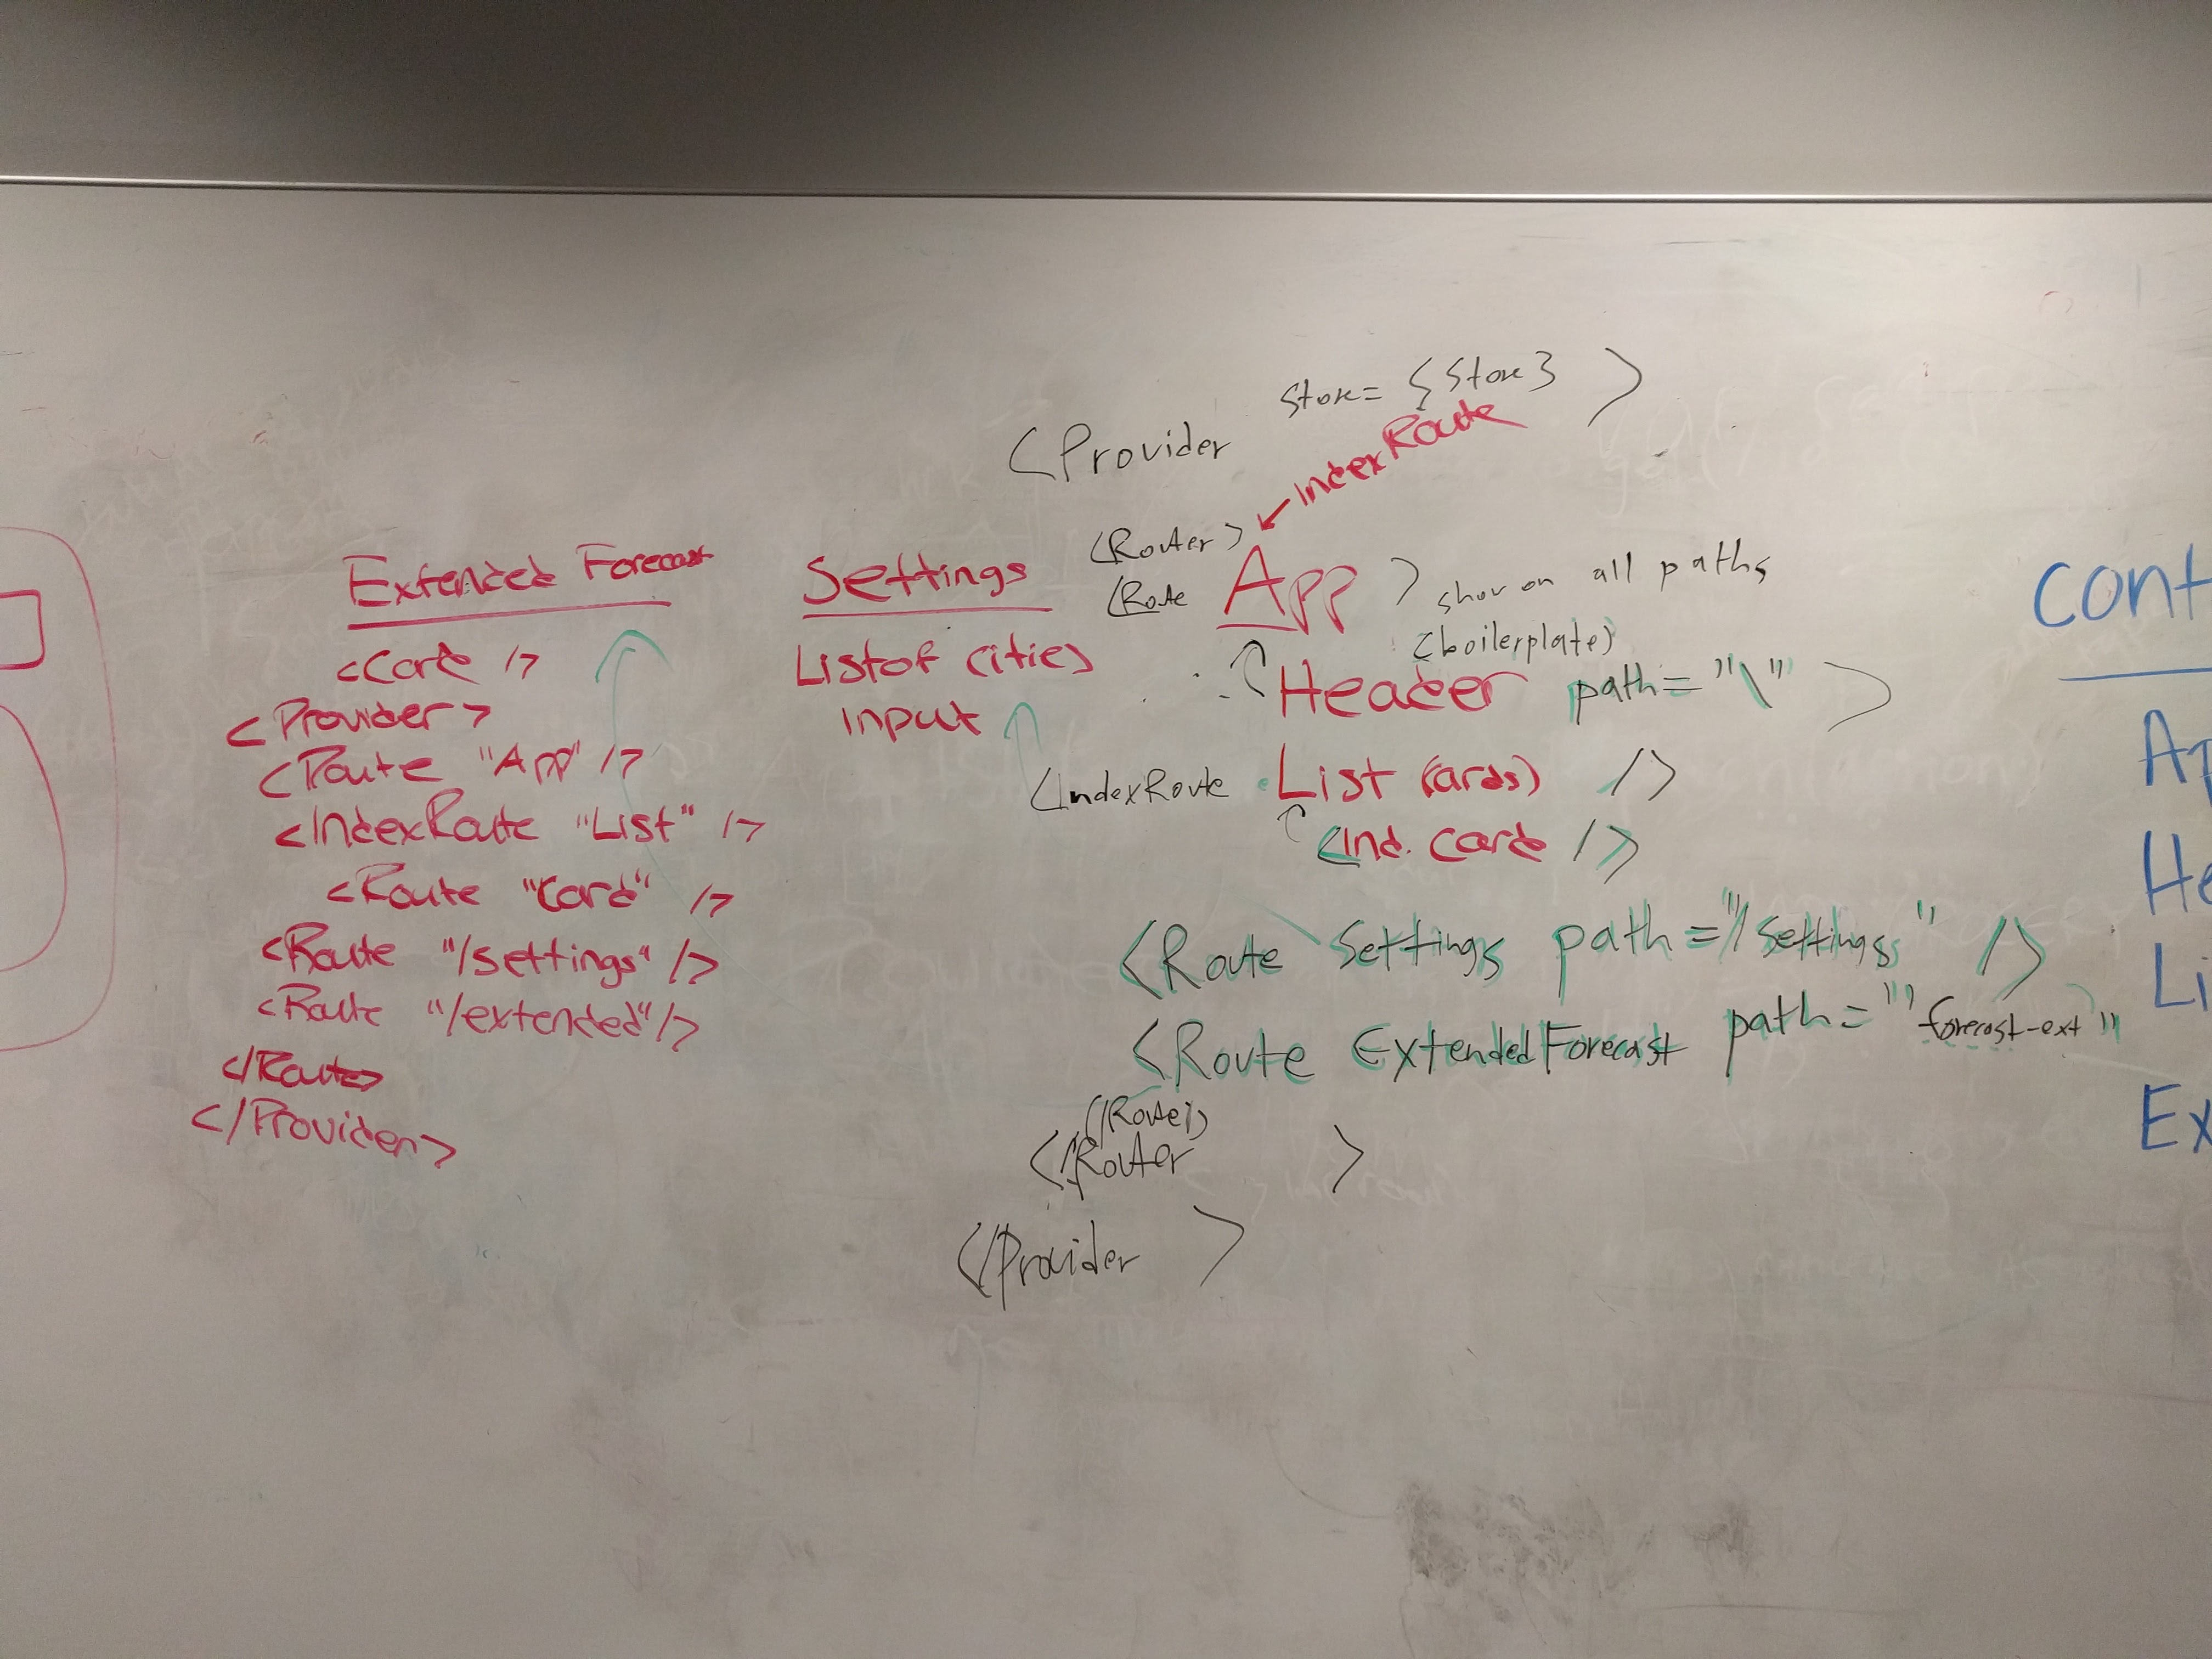 Extended Forecast
<Card />
<Provider>
<Route "App" />
<IndexRoute "List" />
<Route "Card" />
<Route "/settings" />
<Route "/extended" />
</Route>
</Provider>
Settings
List of Cities
input
<Provider store= {store} >
IndexRoute
<Router>
<Route App > show on all paths
(boilerplate)
Header path="\" >
<IndexRoute List (Cards) />
<Ind. Card />
<Route Settings path="/settings" />
<Route ExtendedForecast path="forecast-ext"
</Route>
</Router >
</Provider >
Cont
Ap
He
Li
Ex